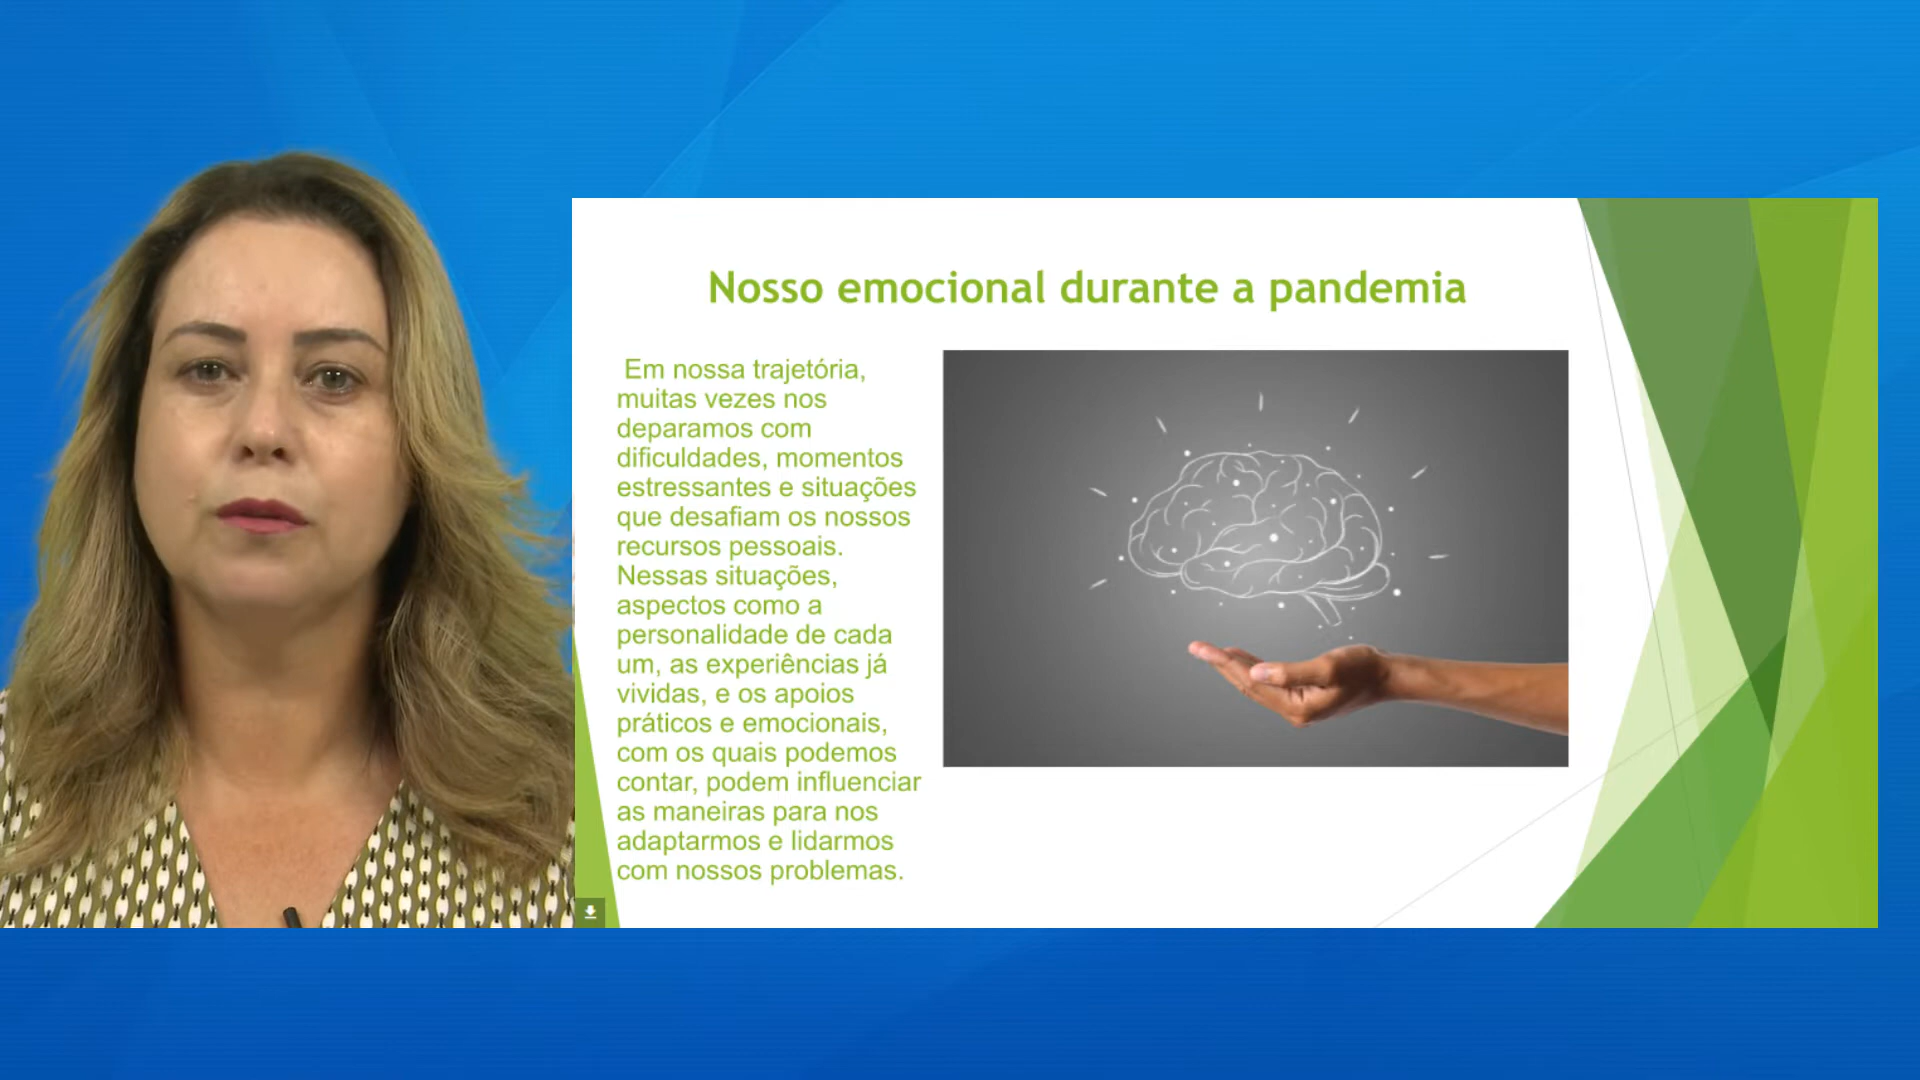 Nosso emocional durante a pandemia
Em nossa trajetória,
muitas vezes nos
deparamos com
dificuldades, momentos
estressantes e situações
que desafiam os nossos
recursos pessoais.
Nessas situações,
aspectos como a
personalidade de cada
um, as experiências já
vividas, e os apoios
práticos e emocionais,
com os quais podemos
contar, podem influenciar
as maneiras para nos
adaptarmos e lidarmos
com nossos problemas.